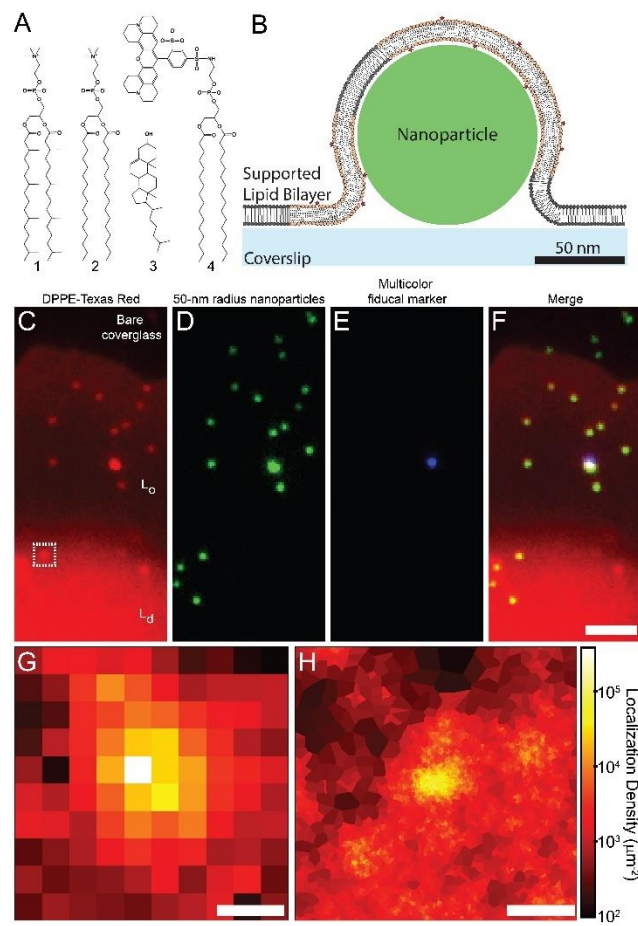 A
B
1
2
3
4
Nanoparticle
Supported
Lipid Bilayer
Coverslip
50 nm
DPPE-Texas Red
50-nm radius nanoparticles
Multicolor
fiducal marker
Merge
C
Bare
coverglass
D
E
F
Lo
Ld
G
H
10⁵
10⁴
10³
10²
Localization Density (μm⁻²)